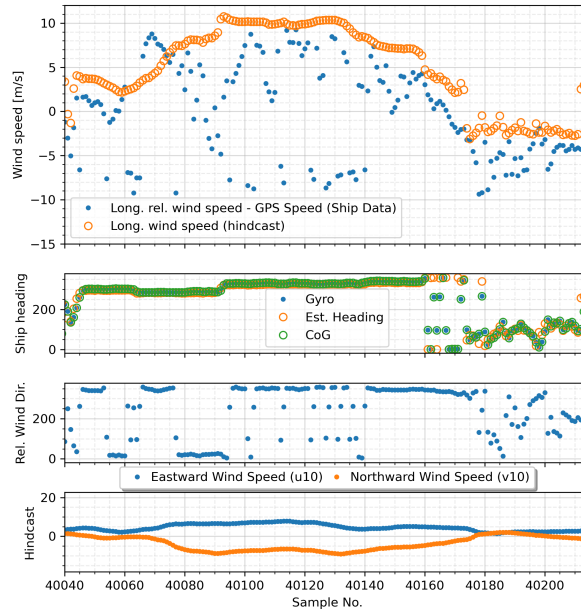 10
5
0
−5
−10
−15
Wind speed [m/s]
Long. rel. wind speed - GPS Speed (Ship Data)
Long. wind speed (hindcast)
200
0
Ship heading
Gyro
Est. Heading
CoG
200
0
Rel. Wind Dir.
Eastward Wind Speed (u10)
Northward Wind Speed (v10)
20
0
Hindcast
40040 40060 40080 40100 40120 40140 40160 40180 40200
Sample No.